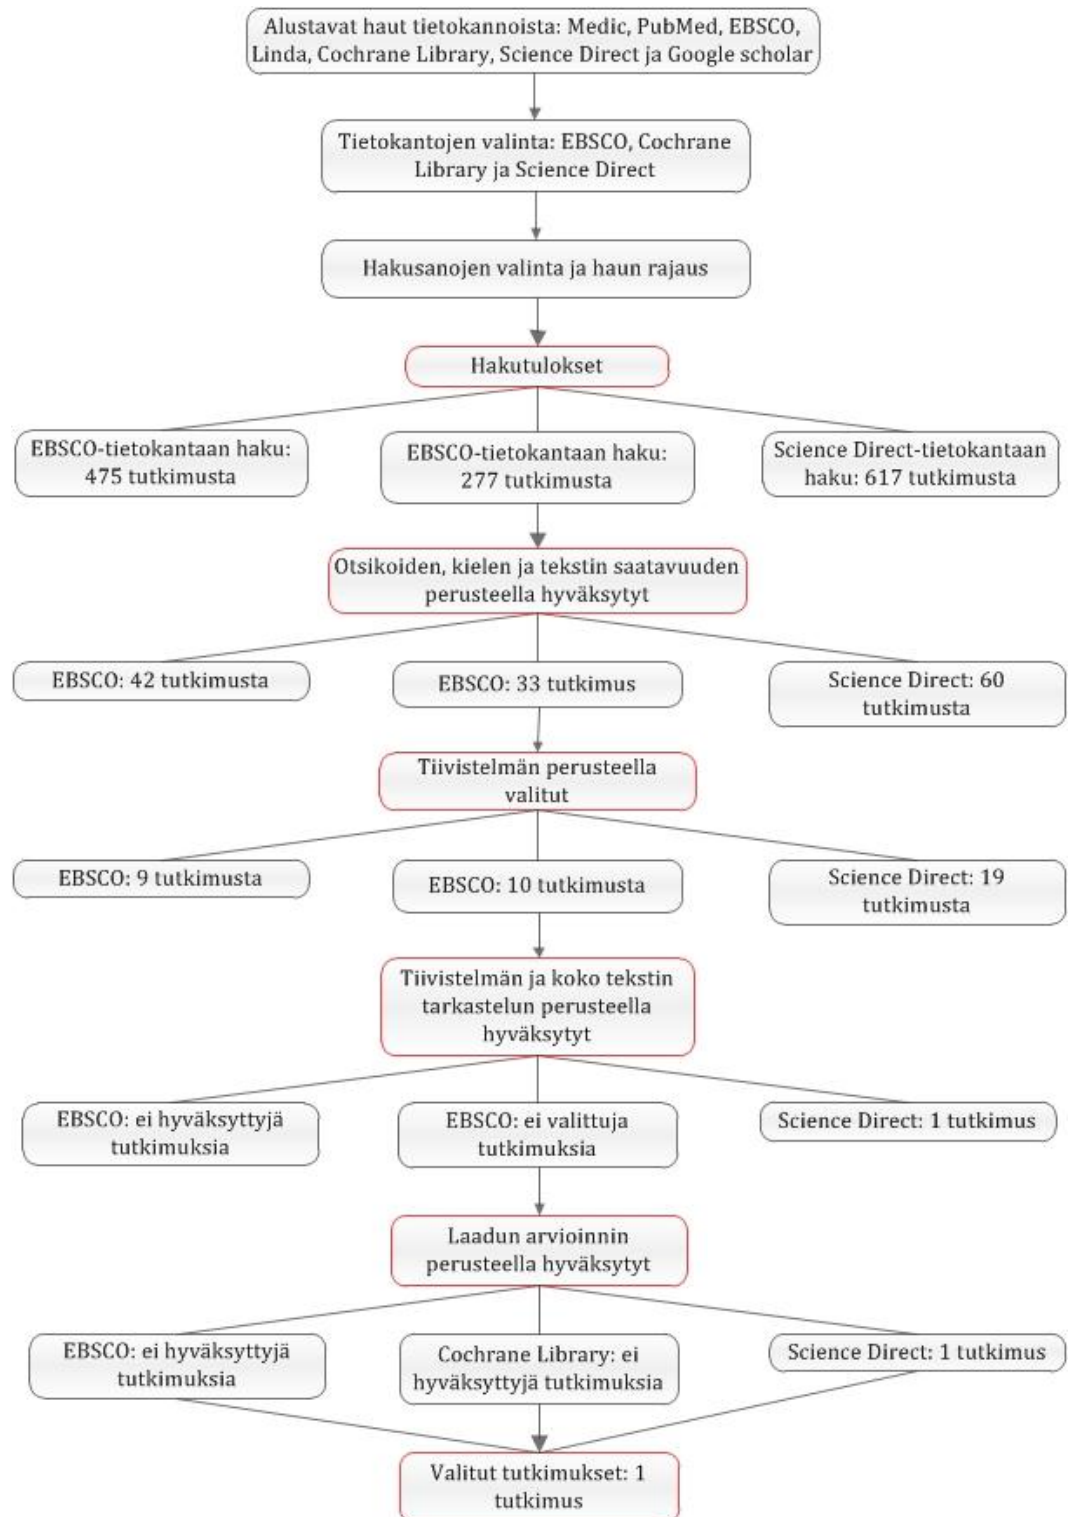 Alustavat haut tietokannoista: Medic, PubMed, EBSCO,
Linda, Cochrane Library, Science Direct ja Google scholar
Tietokantojen valinta: EBSCO, Cochrane
Library ja Science Direct
Hakusanojen valinta ja haun rajaus
Hakutulokset
EBSCO-tietokantaan haku:
475 tutkimusta
EBSCO-tietokantaan haku:
277 tutkimusta
Science Direct-tietokantaan
haku: 617 tutkimusta
Otsikoiden, kielen ja tekstin saatavuuden
perusteella hyväksytyt
EBSCO: 42 tutkimusta
EBSCO: 33 tutkimus
Science Direct: 60
tutkimusta
Tiivistelmän perusteella
valitut
EBSCO: 9 tutkimusta
EBSCO: 10 tutkimusta
Science Direct: 19
tutkimusta
Tiivistelmän ja koko tekstin
tarkastelun perusteella
hyväksytyt
EBSCO: ei hyväksyttyjä
tutkimuksia
EBSCO: ei valittuja
tutkimuksia
Science Direct: 1 tutkimus
Laadun arvioinnin
perusteella hyväksytyt
EBSCO: ei hyväksyttyjä
tutkimuksia
Cochrane Library: ei
hyväksyttyjä tutkimuksia
Science Direct: 1 tutkimus
Valitut tutkimukset: 1
tutkimus